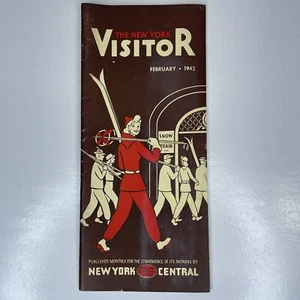 THE NEW YORK
VISITOR
FEBRUARY • 1942
SNOW
TRAIN
PUBLISHED MONTHLY FOR THE CONVENIENCE OF ITS PATRONS BY
NEW YORK CENTRAL